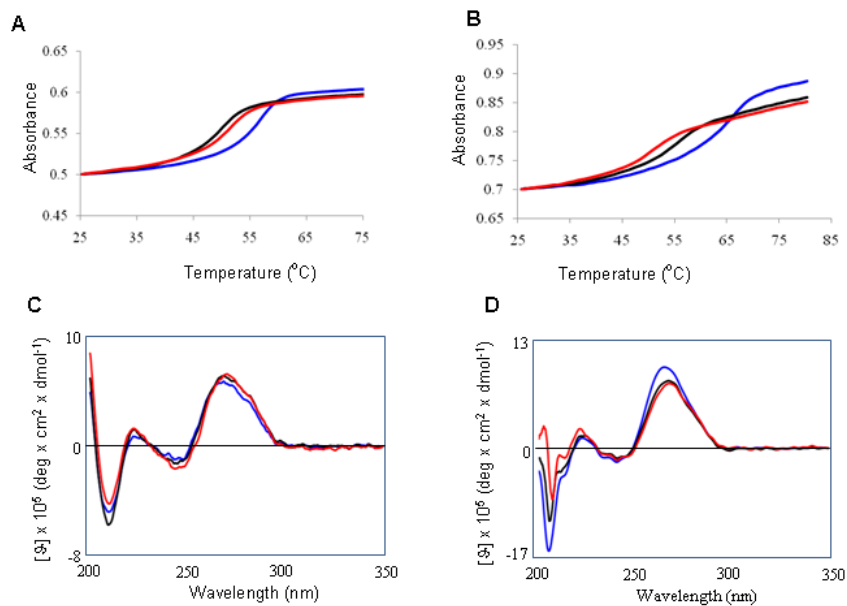 A
0.65
0.6
0.55
0.5
0.45
Absorbance
25 35 45 55 65 75
Temperature (°C)
B
0.95
0.9
0.85
0.8
0.75
0.7
0.65
Absorbance
25 35 45 55 65 75 85
Temperature (°C)
C
10
0
-8
[ϑ] x 10⁵ (deg x cm² x dmol⁻¹)
200 250 300 350
Wavelength (nm)
D
13
0
-17
[ϑ] x 10⁵ (deg x cm² x dmol⁻¹)
200 250 300 350
Wavelength (nm)